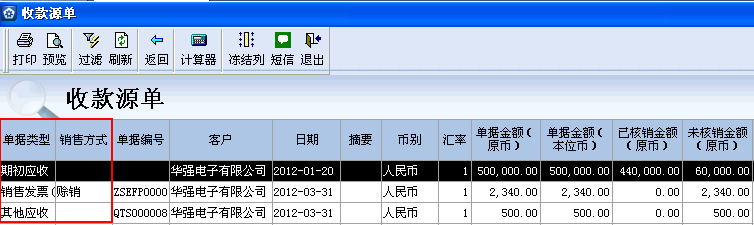 收款源单
打印 预览 过滤 刷新 返回 计算器 冻结列 短信 退出
收款源单
单据类型 销售方式 单据编号 客户 日期 摘要 币别 汇率 单据金额（原币） 单据金额（本位币） 已核销金额（原币） 未核销金额（原币）
期初应收 华强电子有限公司 2012-01-20 人民币 1 500,000.00 500,000.00 440,000.00 60,000.00
销售发票（ 赊销 ZSEFP0000 华强电子有限公司 2012-03-31 人民币 1 2,340.00 2,340.00 0.00 2,340.00
其他应收 QTS000008 华强电子有限公司 2012-03-31 人民币 1 500.00 500.00 0.00 500.00